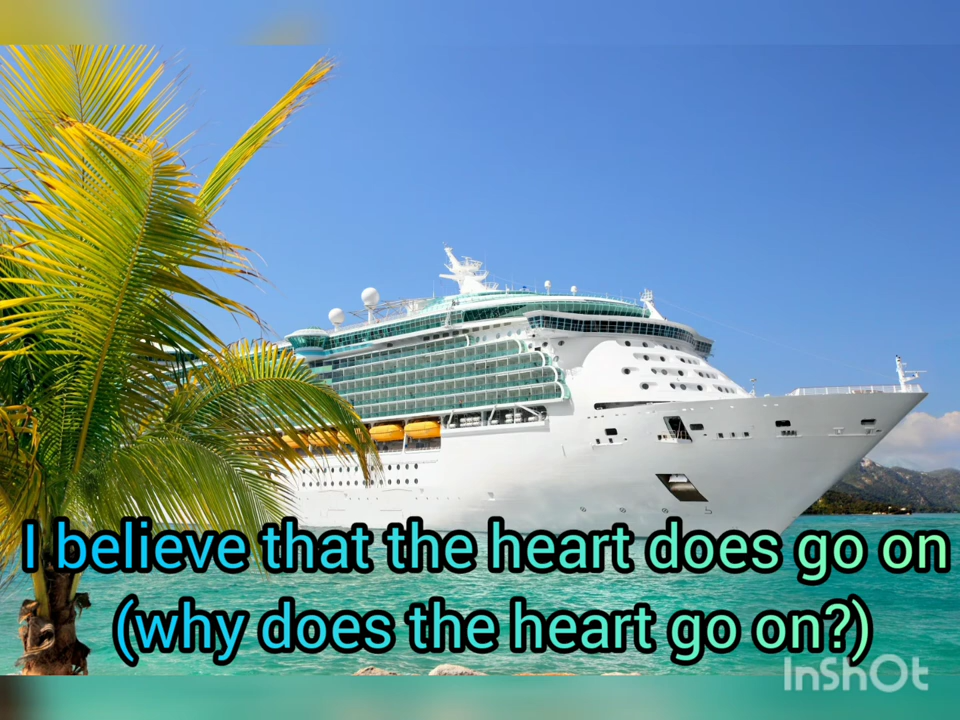 I believe that the heart does go on
(why does the heart go on?)
InShOt